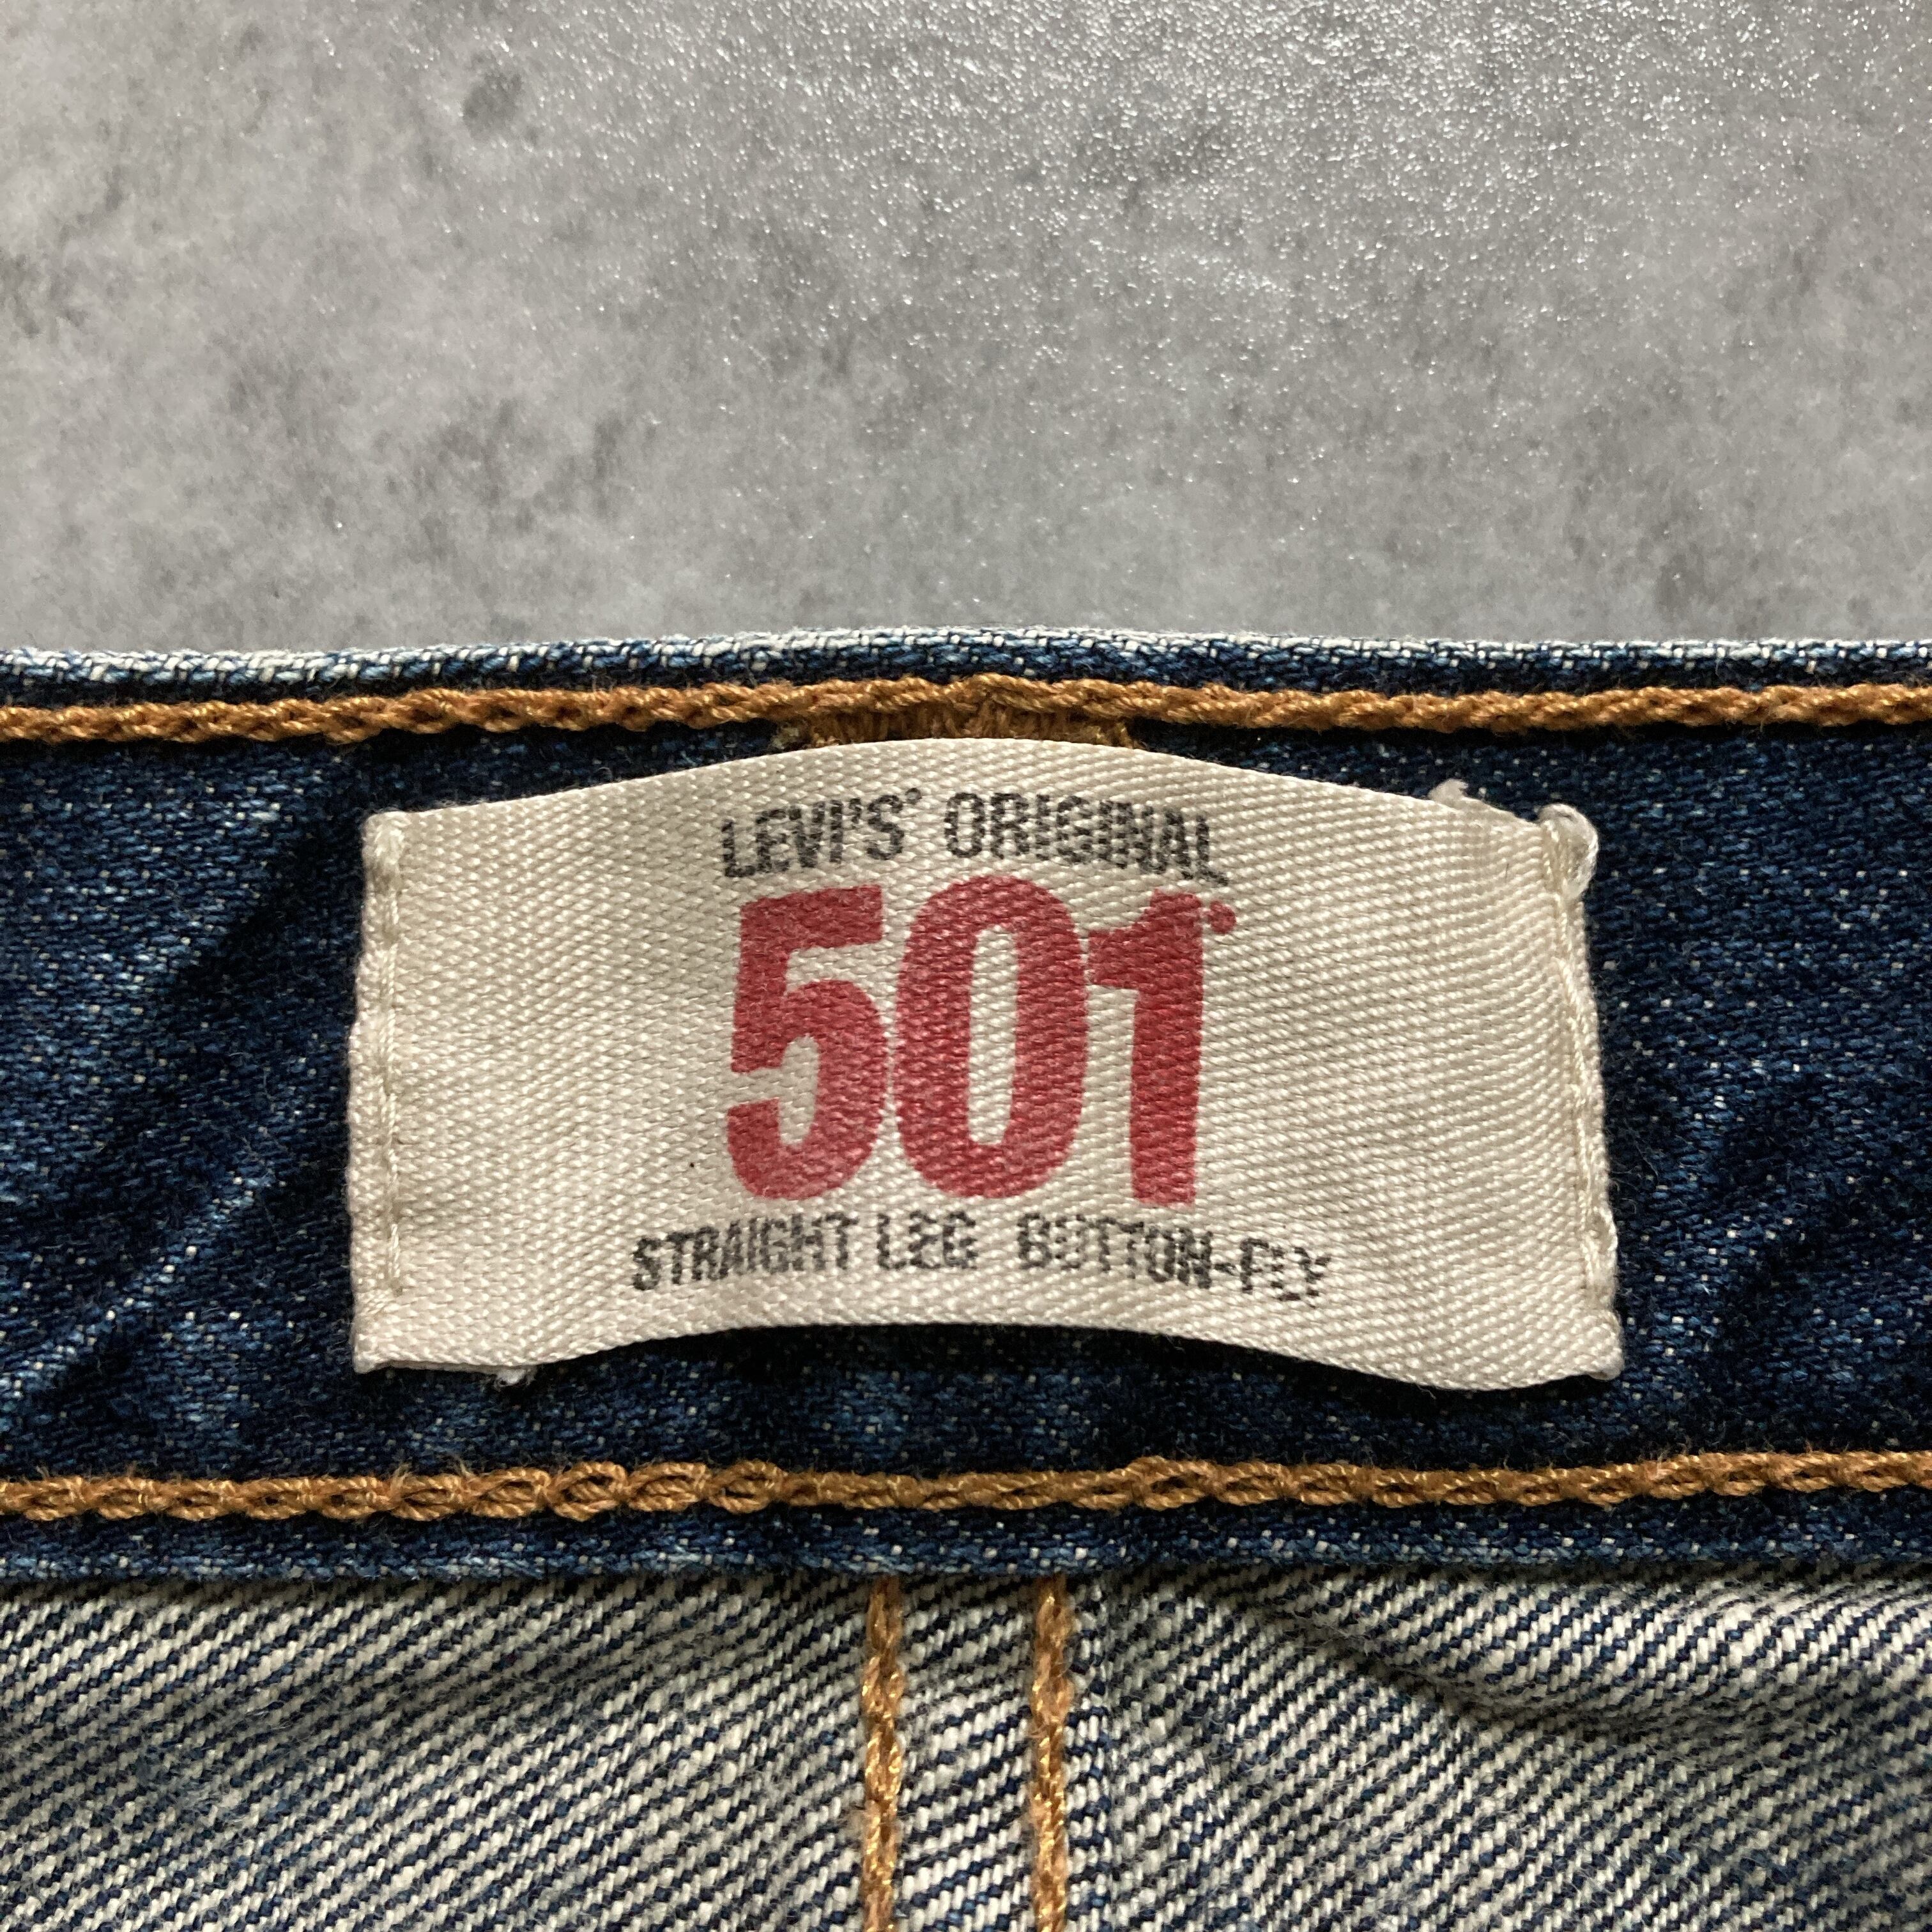 LEVI'S® ORIGINAL
501®
STRAIGHT LEG BUTTON-FLY